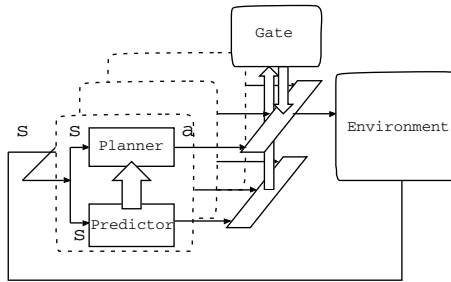 Gate
Environment
s
s
Planner
a
Predictor
s